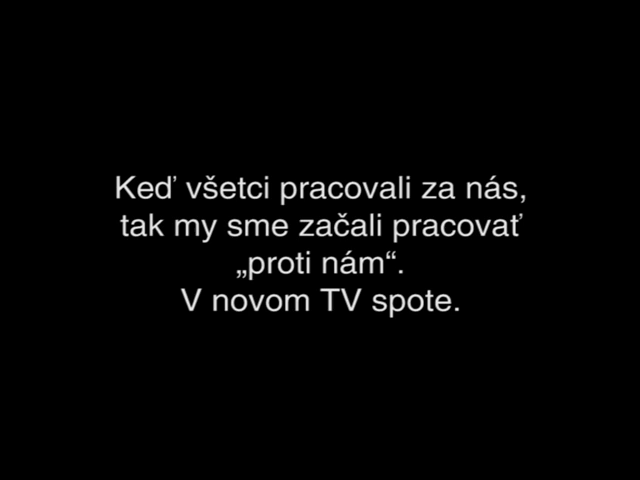 Keď všetci pracovali za nás,
tak my sme začali pracovať
„proti nám“.
V novom TV spote.